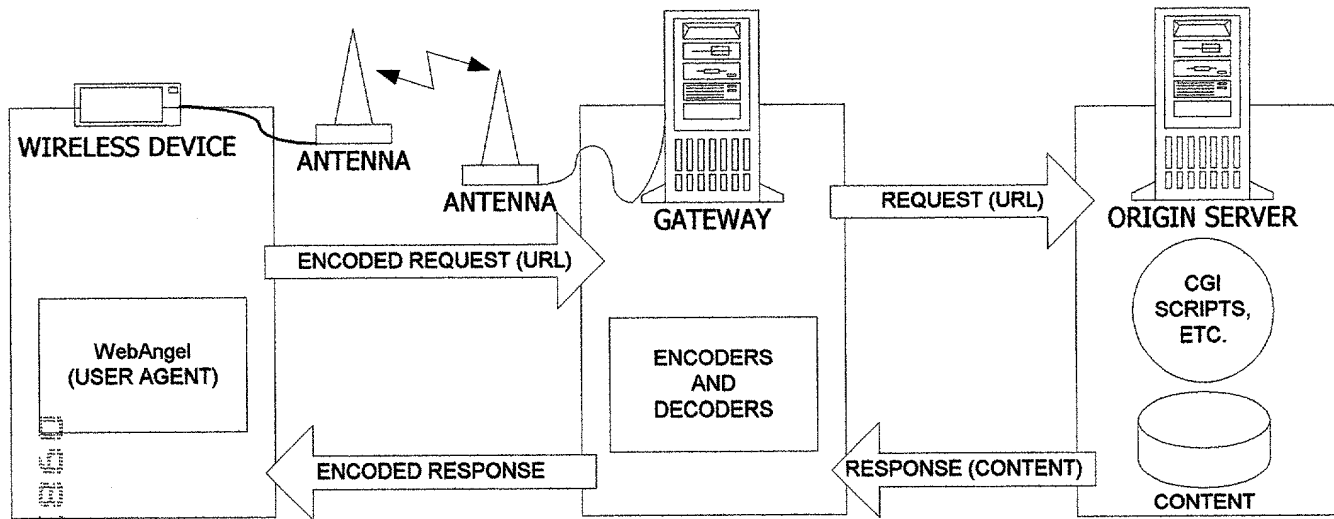 WIRELESS DEVICE
ANTENNA
ANTENNA
GATEWAY
ORIGIN SERVER
REQUEST (URL)
ENCODED REQUEST (URL)
CGI
SCRIPTS,
ETC.
WebAngel
(USER AGENT)
ENCODERS
AND
DECODERS
ENCODED RESPONSE
RESPONSE (CONTENT)
CONTENT